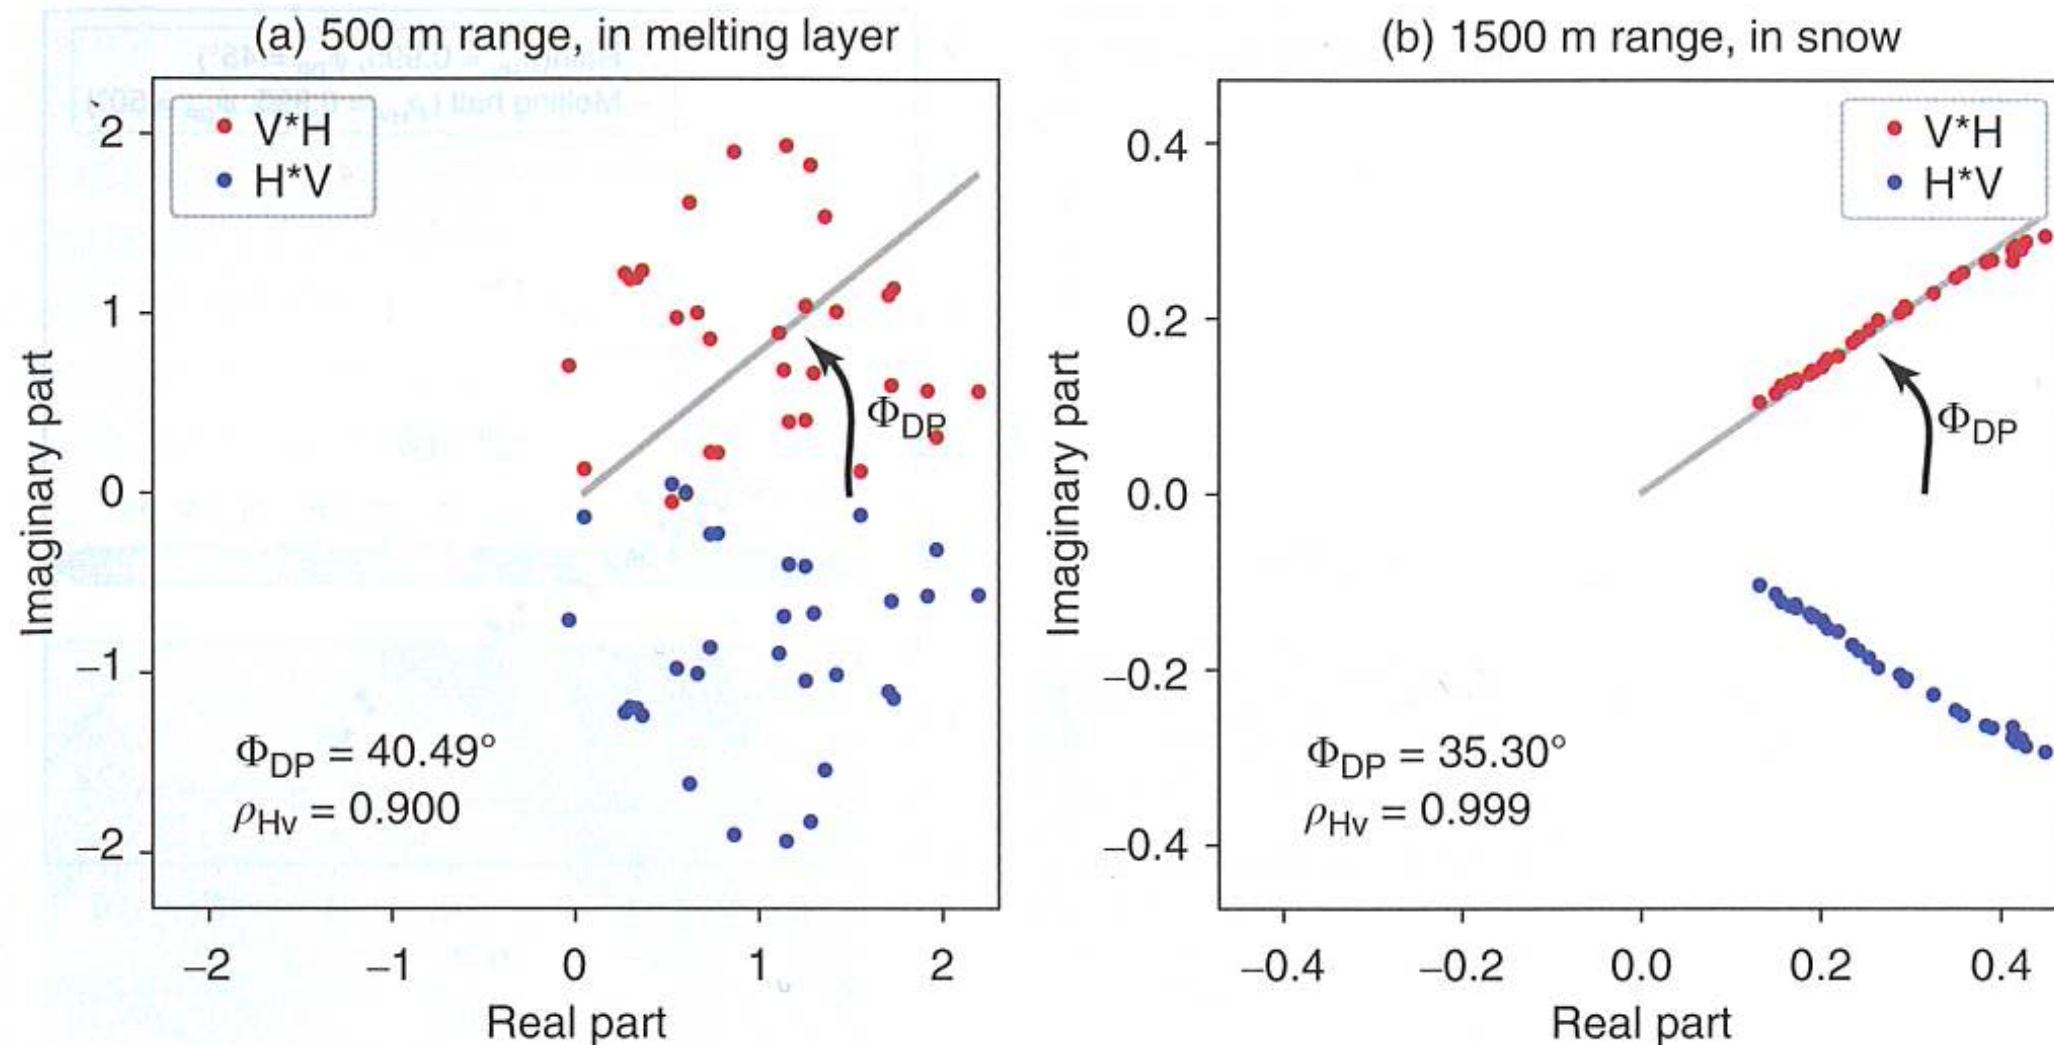 (a) 500 m range, in melting layer
V*H
H*V
2
1
0
−1
−2
Imaginary part
Φ_DP
Φ_DP = 40.49°
ρ_Hv = 0.900
−2
−1
0
1
2
Real part
(b) 1500 m range, in snow
V*H
H*V
0.4
0.2
0.0
−0.2
−0.4
Imaginary part
Φ_DP
Φ_DP = 35.30°
ρ_Hv = 0.999
−0.4
−0.2
0.0
0.2
0.4
Real part